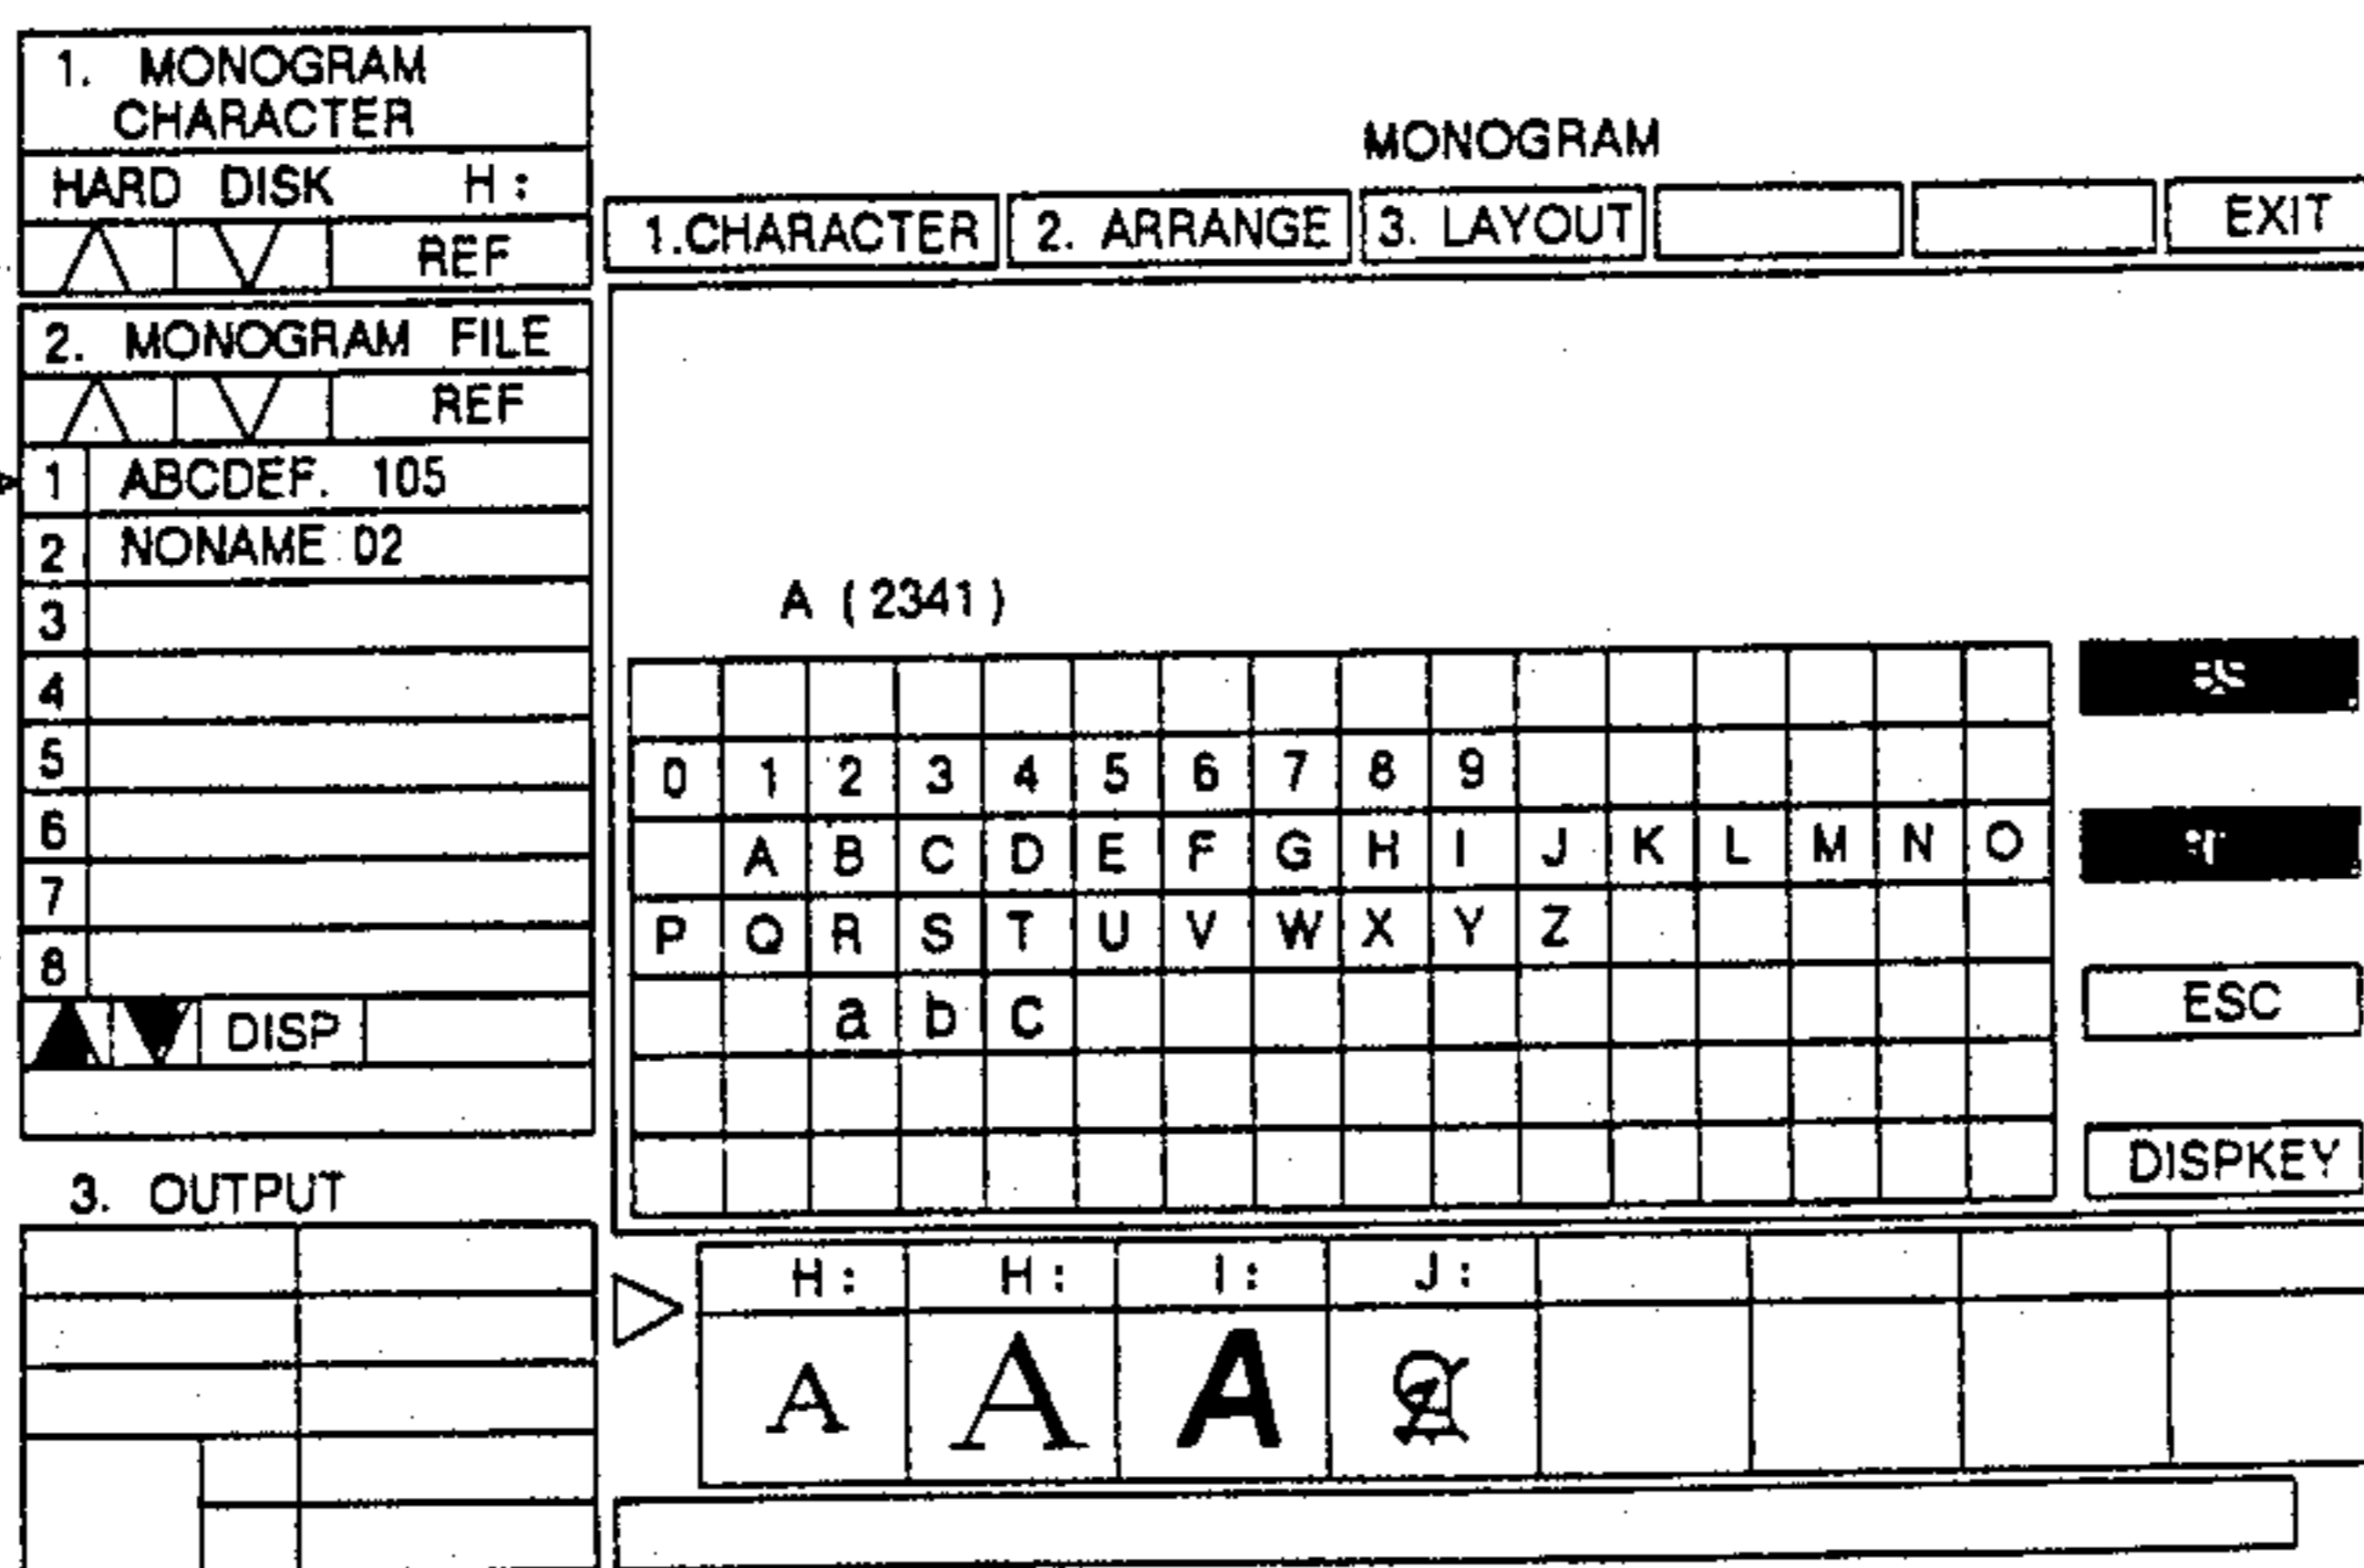 1. MONOGRAM
CHARACTER
HARD DISK H:
REF
2. MONOGRAM FILE
REF
1 ABCDEF. 105
2 NONAME 02
3
4
5
6
7
8
DISP
3. OUTPUT
MONOGRAM
1.CHARACTER 2. ARRANGE 3. LAYOUT EXIT
A (2341)
0 1 2 3 4 5 6 7 8 9
A B C D E F G H I J K L M N O
P Q R S T U V W X Y Z
a b c
ESC
DISPKEY
H: H: I: J:
A A A A